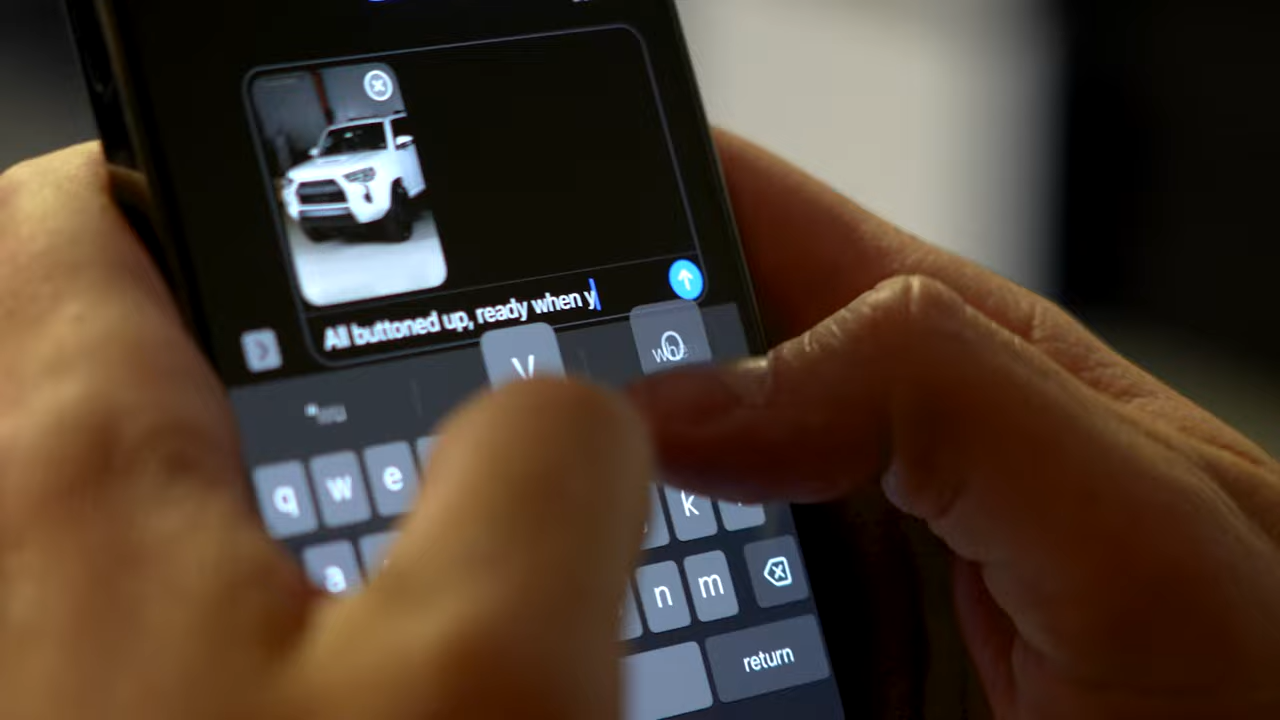 All buttoned up, ready when y
y
O
q w e
k
a
n m
return